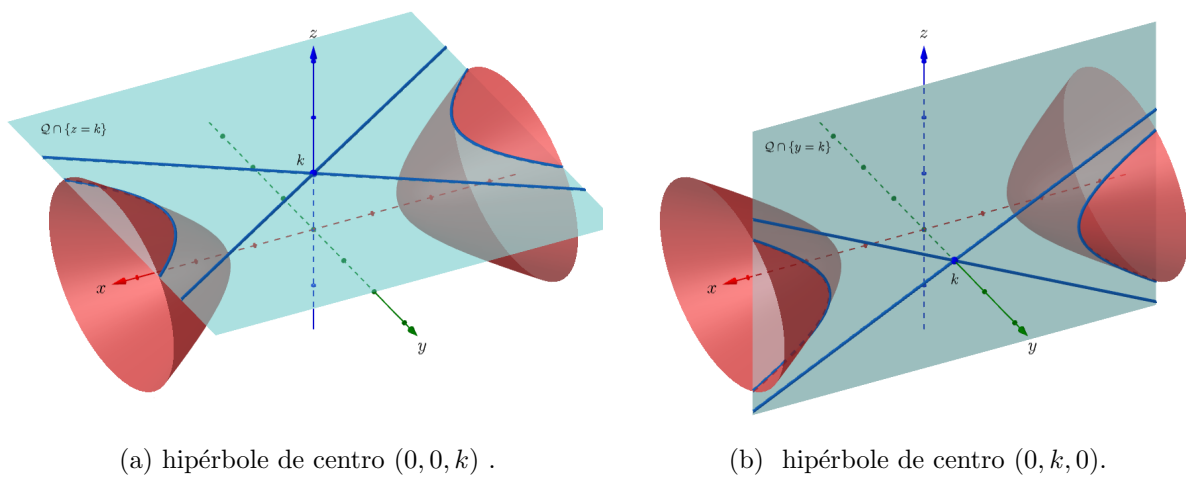 z
𝒬 ∩ {z = k}
k
x
y
(a) hipérbole de centro (0, 0, k) .
z
𝒬 ∩ {y = k}
x
k
y
(b) hipérbole de centro (0, k, 0).